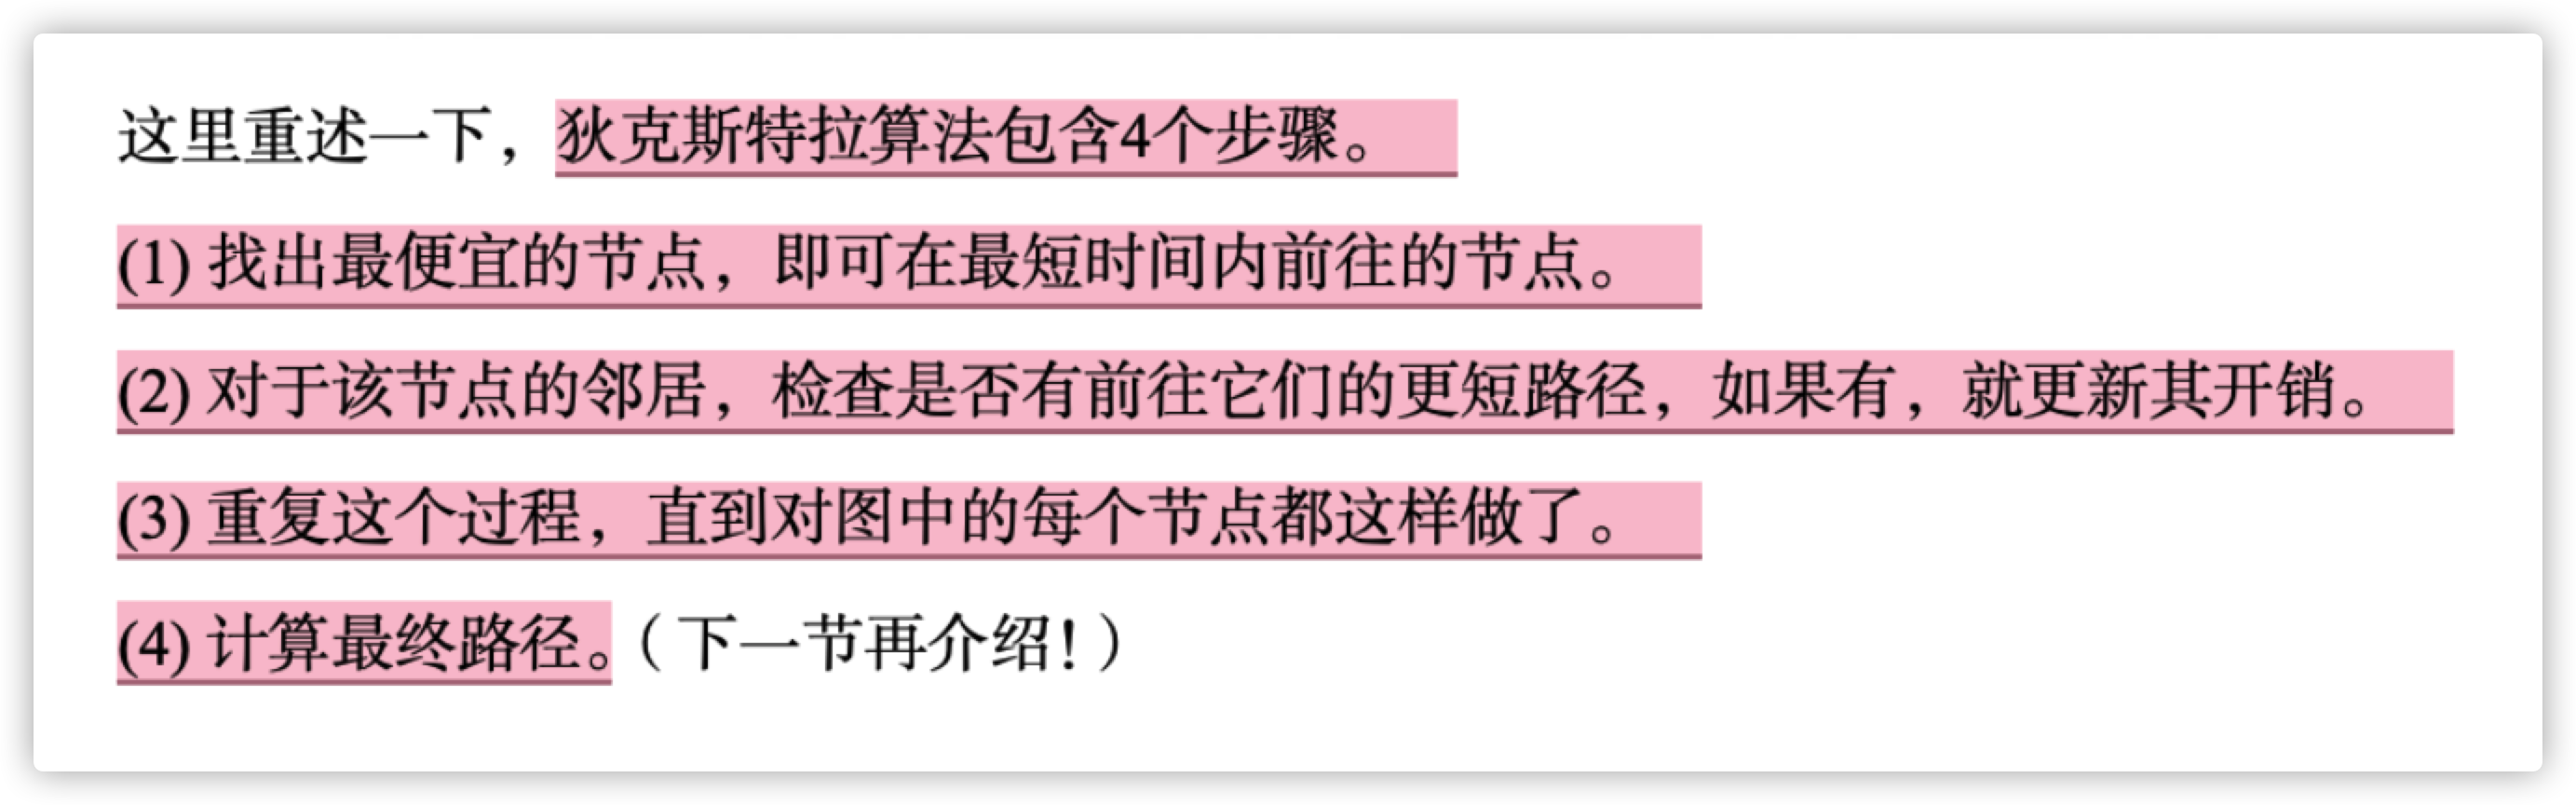 这里重述一下，狄克斯特拉算法包含4个步骤。
(1) 找出最便宜的节点，即可在最短时间内前往的节点。
(2) 对于该节点的邻居，检查是否有前往它们的更短路径，如果有，就更新其开销。
(3) 重复这个过程，直到对图中的每个节点都这样做了。
(4) 计算最终路径。（下一节再介绍！）